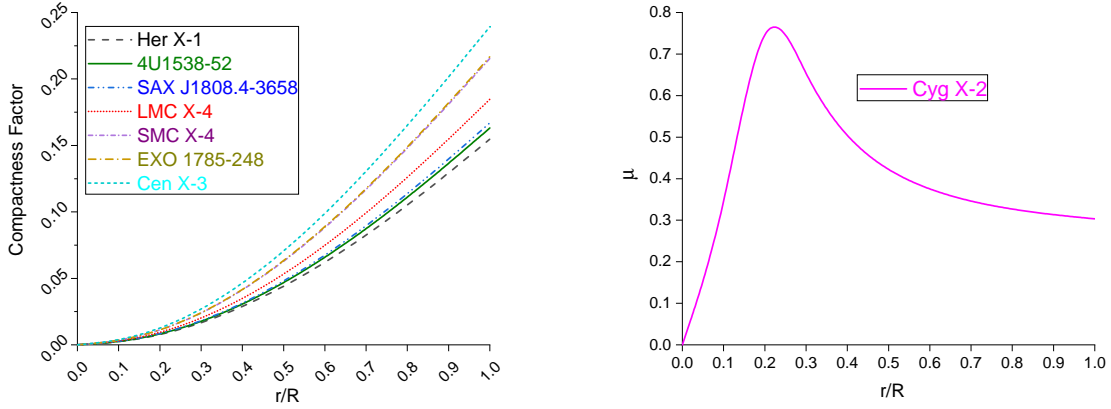 0.25
0.20
0.15
0.10
0.05
0.00
Compactness Factor
Her X-1
4U1538-52
SAX J1808.4-3658
LMC X-4
SMC X-4
EXO 1785-248
Cen X-3
0.0 0.1 0.2 0.3 0.4 0.5 0.6 0.7 0.8 0.9 1.0
r/R
0.8
0.7
0.6
0.5
0.4
0.3
0.2
0.1
0.0
μ
Cyg X-2
0.0 0.1 0.2 0.3 0.4 0.5 0.6 0.7 0.8 0.9 1.0
r/R